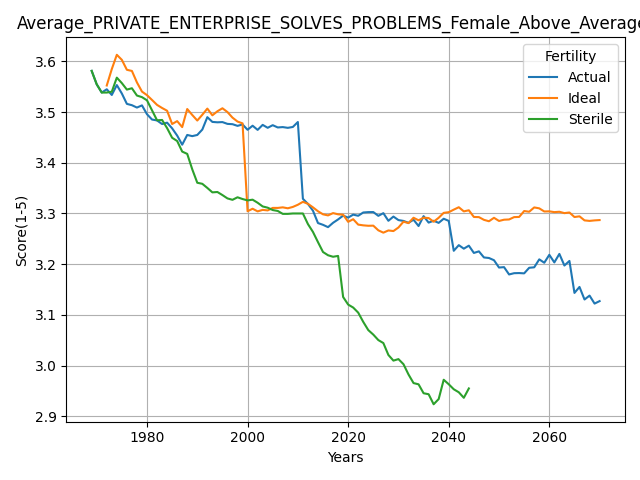 Average_PRIVATE_ENTERPRISE_SOLVES_PROBLEMS_Female_Above_Average
Fertility
Actual
Ideal
Sterile
Score(1-5)
3.6
3.5
3.4
3.3
3.2
3.1
3.0
2.9
1980 2000 2020 2040 2060
Years